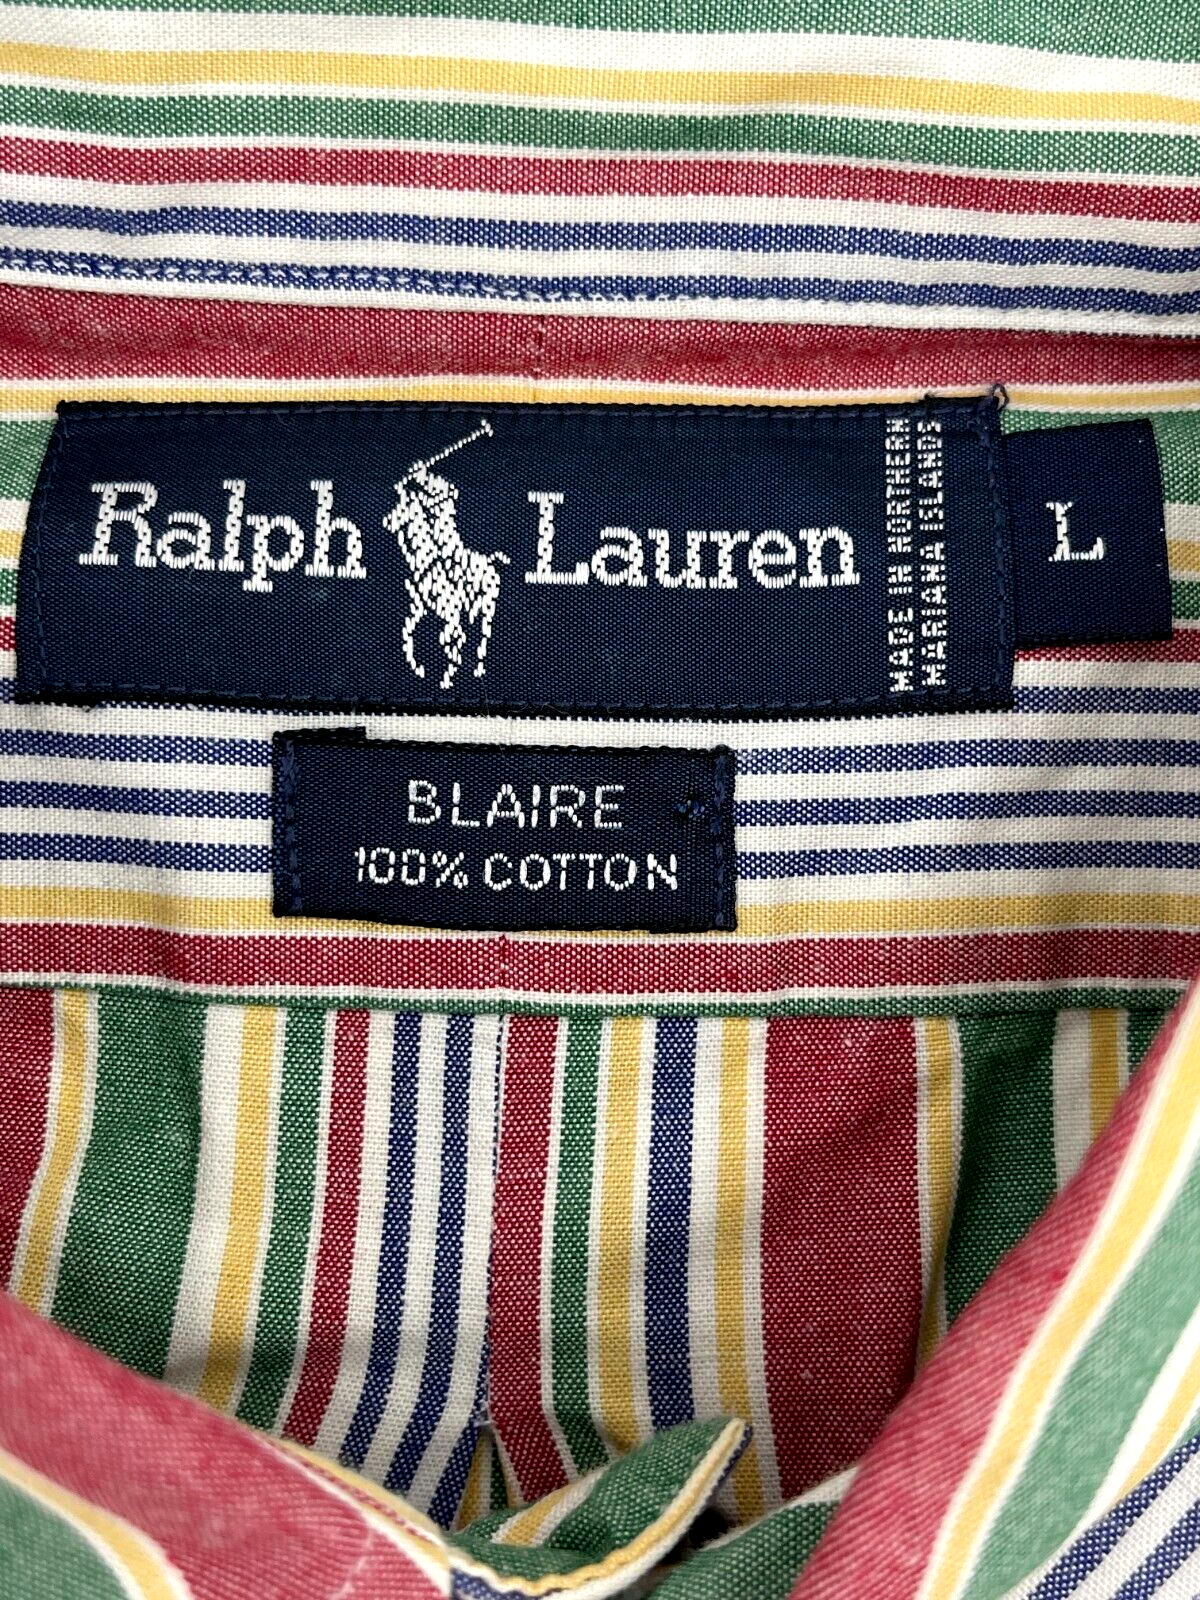 Ralph Lauren
MADE IN NORTHERN
MARIANA ISLANDS
L
BLAIRE
100% COTTON